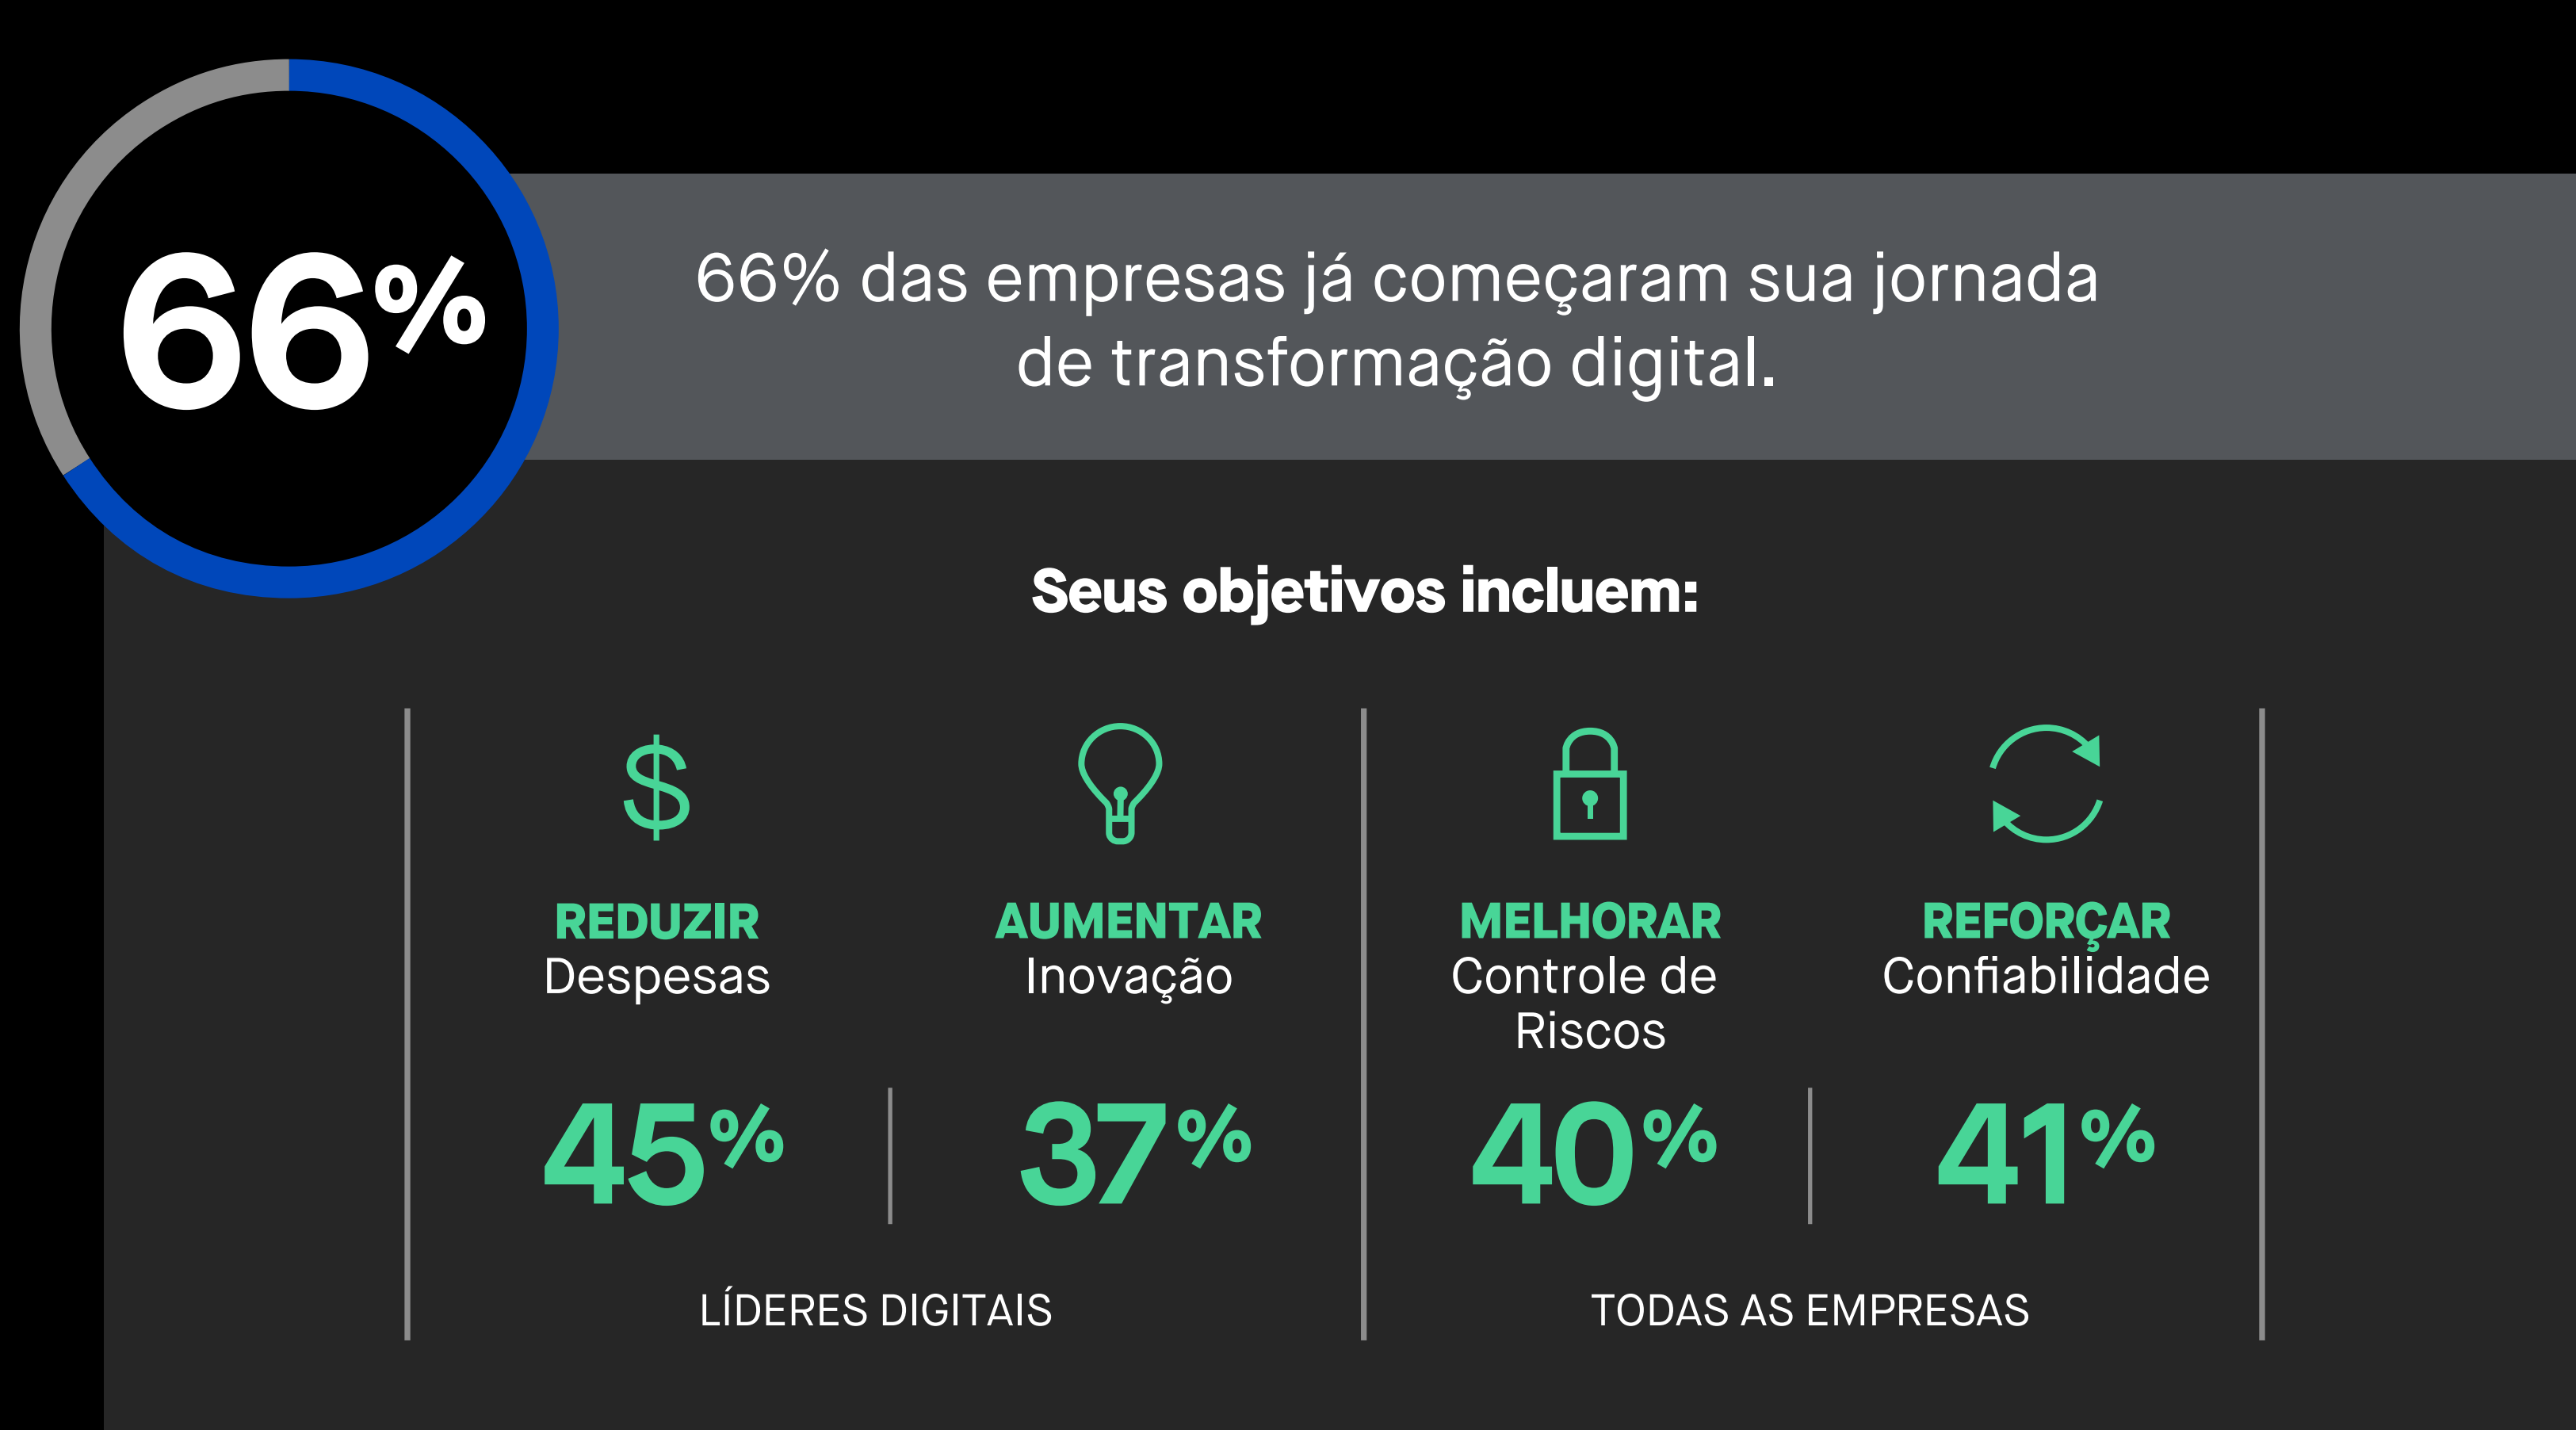 66%
66% das empresas já começaram sua jornada
de transformação digital.
Seus objetivos incluem:
REDUZIR
Despesas
45%
AUMENTAR
Inovação
37%
LÍDERES DIGITAIS
MELHORAR
Controle de
Riscos
40%
REFORÇAR
Confiabilidade
41%
TODAS AS EMPRESAS